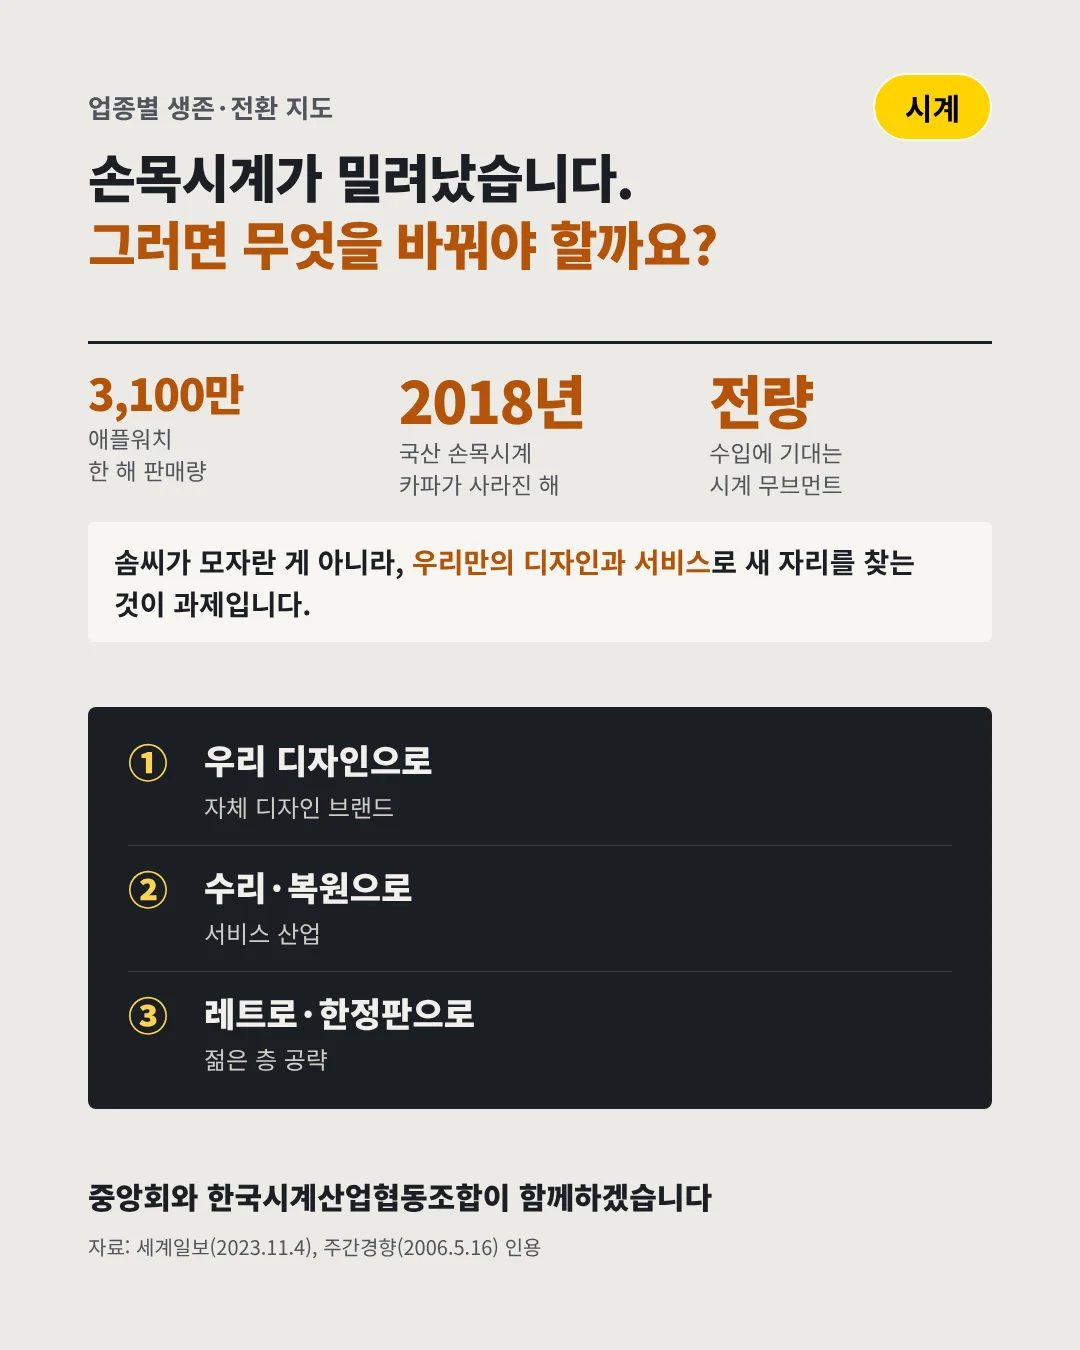 업종별 생존·전환 지도
시계
손목시계가 밀려났습니다.
그러면 무엇을 바꿔야 할까요?
3,100만
애플워치
한 해 판매량
2018년
국산 손목시계
카파가 사라진 해
전량
수입에 기대는
시계 무브먼트
솜씨가 모자란 게 아니라, 우리만의 디자인과 서비스로 새 자리를 찾는
것이 과제입니다.
① 우리 디자인으로
자체 디자인 브랜드
② 수리·복원으로
서비스 산업
③ 레트로·한정판으로
젊은 층 공략
중앙회와 한국시계산업협동조합이 함께하겠습니다
자료: 세계일보(2023.11.4), 주간경향(2006.5.16) 인용